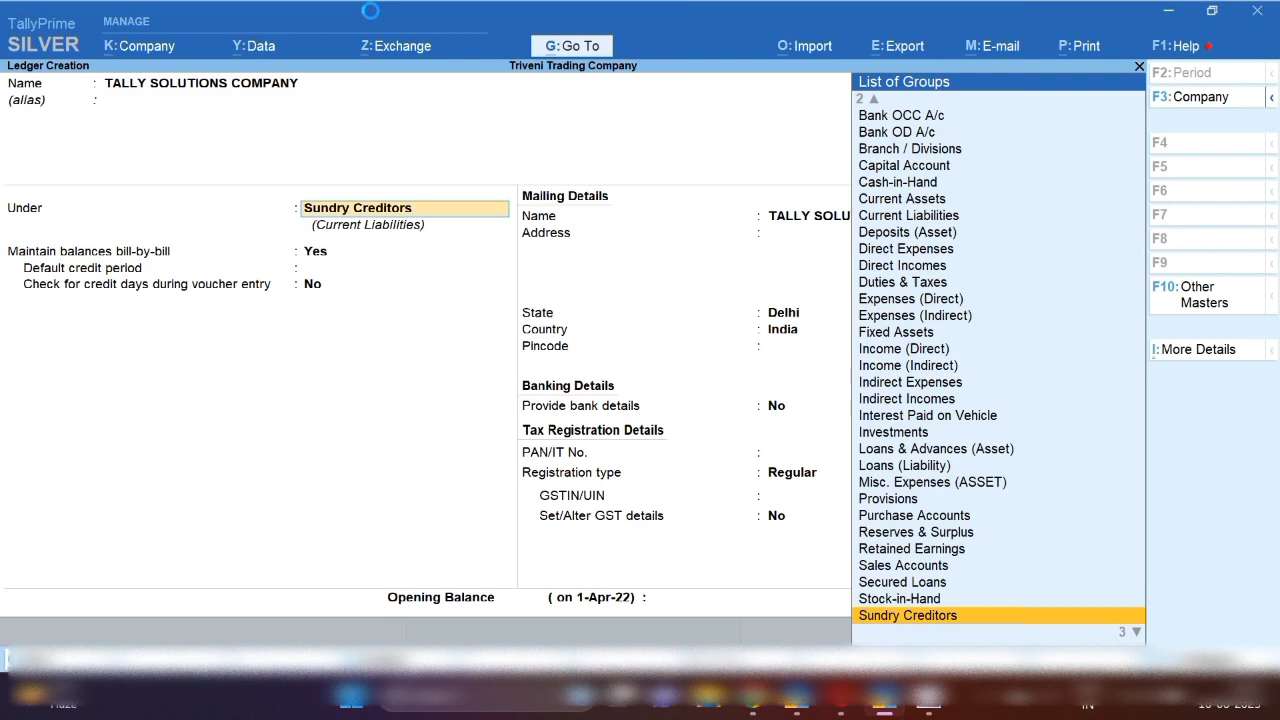 TallyPrime
SILVER
MANAGE
K:Company
Y:Data
Z:Exchange
G:Go To
O:Import
E:Export
M:E-mail
P:Print
F1:Help
Ledger Creation
Triveni Trading Company
Name : TALLY SOLUTIONS COMPANY
(alias) :
Under : Sundry Creditors
(Current Liabilities)
Maintain balances bill-by-bill : Yes
Default credit period :
Check for credit days during voucher entry : No
Mailing Details
Name : TALLY SOLU
Address :
State : Delhi
Country : India
Pincode :
Banking Details
Provide bank details : No
Tax Registration Details
PAN/IT No. :
Registration type : Regular
GSTIN/UIN :
Set/Alter GST details : No
Opening Balance ( on 1-Apr-22) :
List of Groups
2 ▲
Bank OCC A/c
Bank OD A/c
Branch / Divisions
Capital Account
Cash-in-Hand
Current Assets
Current Liabilities
Deposits (Asset)
Direct Expenses
Direct Incomes
Duties & Taxes
Expenses (Direct)
Expenses (Indirect)
Fixed Assets
Income (Direct)
Income (Indirect)
Indirect Expenses
Indirect Incomes
Interest Paid on Vehicle
Investments
Loans & Advances (Asset)
Loans (Liability)
Misc. Expenses (ASSET)
Provisions
Purchase Accounts
Reserves & Surplus
Retained Earnings
Sales Accounts
Secured Loans
Stock-in-Hand
Sundry Creditors
3 ▼
F2:Period
F3:Company
F4
F5
F6
F7
F8
F9
F10:Other
Masters
I:More Details